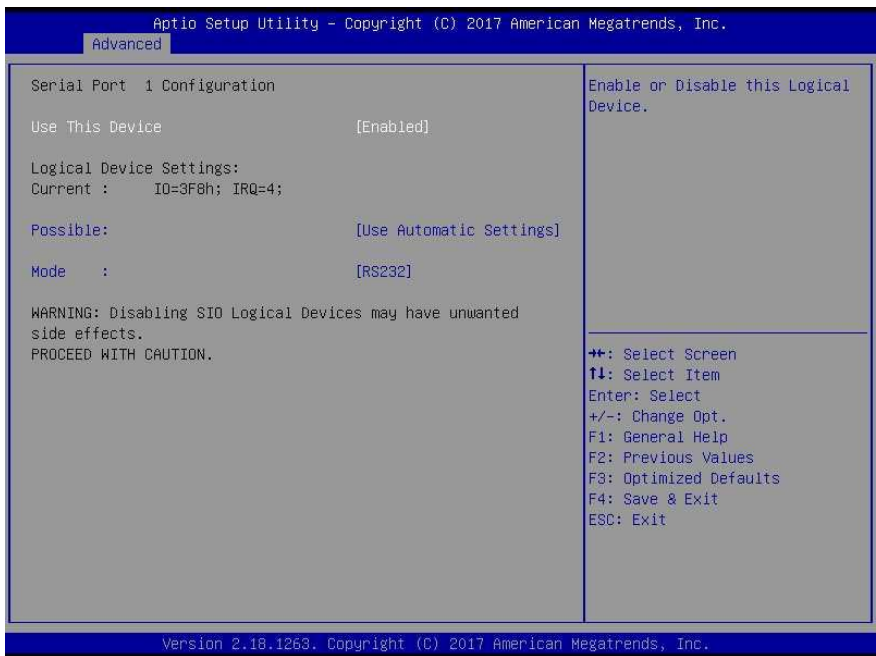 Aptio Setup Utility – Copyright (C) 2017 American Megatrends, Inc.
Advanced
Serial Port 1 Configuration
Use This Device [Enabled]
Logical Device Settings:
Current : IO=3F8h; IRQ=4;
Possible: [Use Automatic Settings]
Mode : [RS232]
WARNING: Disabling SIO Logical Devices may have unwanted
side effects.
PROCEED WITH CAUTION.
Enable or Disable this Logical
Device.
→←: Select Screen
↑↓: Select Item
Enter: Select
+/-: Change Opt.
F1: General Help
F2: Previous Values
F3: Optimized Defaults
F4: Save & Exit
ESC: Exit
Version 2.18.1263. Copyright (C) 2017 American Megatrends, Inc.